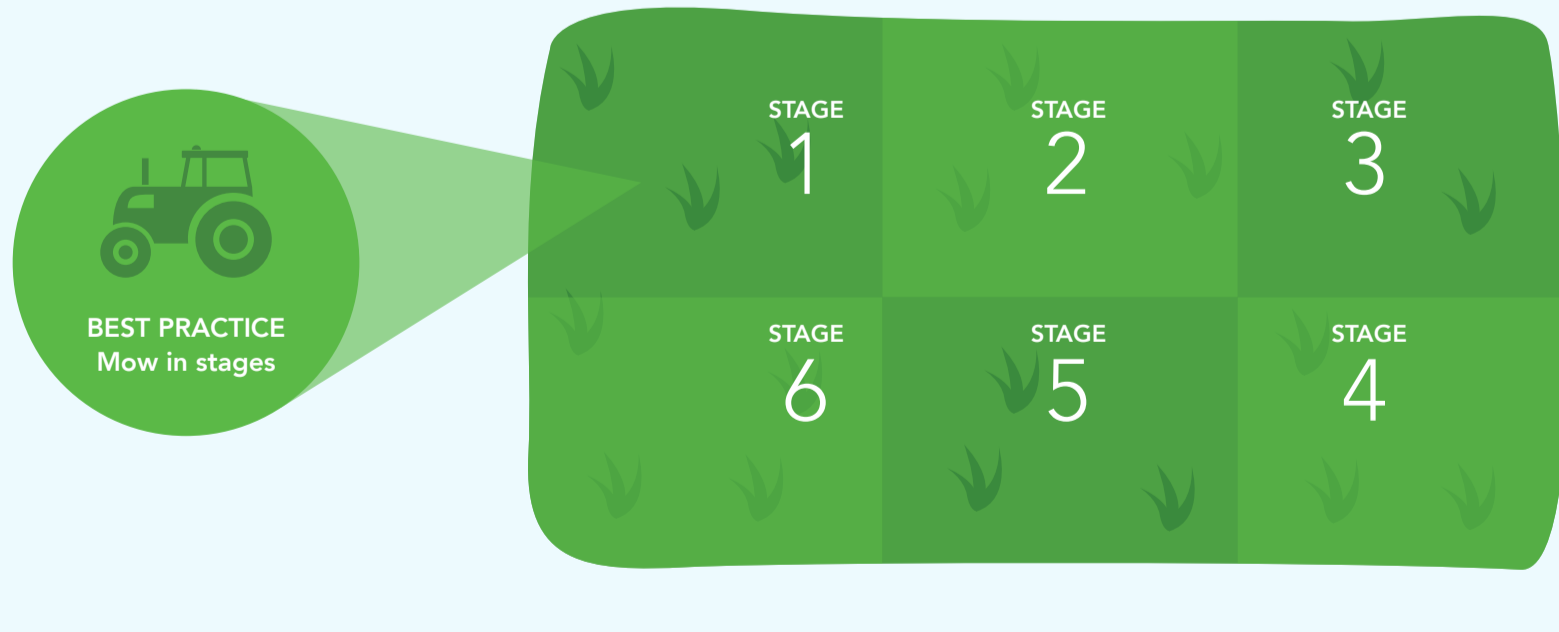 BEST PRACTICE
Mow in stages
STAGE
1
STAGE
2
STAGE
3
STAGE
6
STAGE
5
STAGE
4